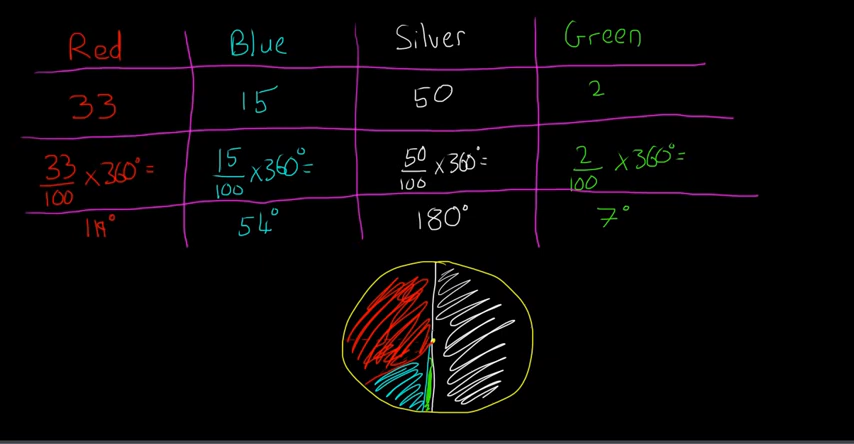 Red Blue Silver Green
33 15 50 2
33/100 ×360°= 15/100 ×360°= 50/100 ×360°= 2/100 ×360°=
54° 180° 7°